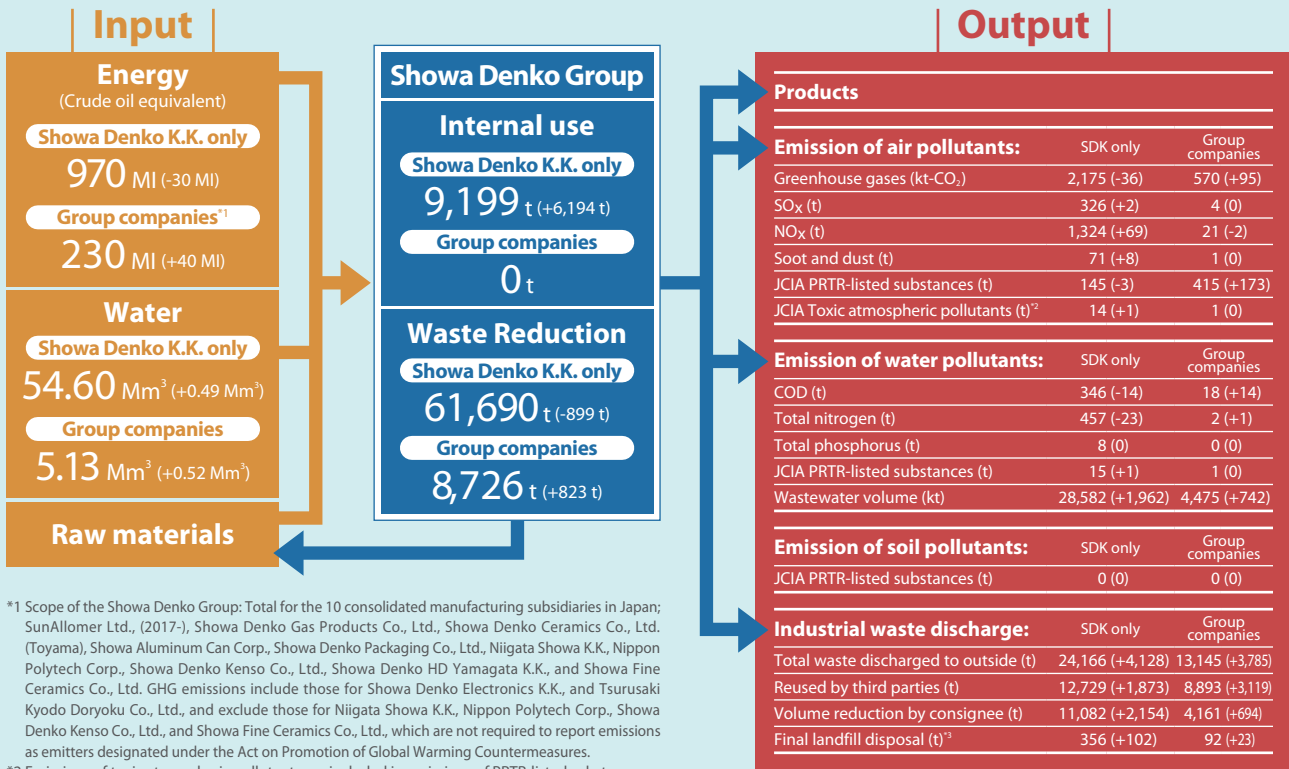 Input
Energy
(Crude oil equivalent)
Showa Denko K.K. only
970 Ml (-30 Ml)
Group companies*1
230 Ml (+40 Ml)
Water
Showa Denko K.K. only
54.60 Mm³ (+0.49 Mm³)
Group companies
5.13 Mm³ (+0.52 Mm³)
Raw materials
Showa Denko Group
Internal use
Showa Denko K.K. only
9,199 t (+6,194 t)
Group companies
0 t
Waste Reduction
Showa Denko K.K. only
61,690 t (-899 t)
Group companies
8,726 t (+823 t)
Output
Products
Emission of air pollutants: SDK only Group companies
Greenhouse gases (kt-CO₂) 2,175 (-36) 570 (+95)
SOx (t) 326 (+2) 4 (0)
NOx (t) 1,324 (+69) 21 (-2)
Soot and dust (t) 71 (+8) 1 (0)
JCIA PRTR-listed substances (t) 145 (-3) 415 (+173)
JCIA Toxic atmospheric pollutants (t)*2 14 (+1) 1 (0)
Emission of water pollutants: SDK only Group companies
COD (t) 346 (-14) 18 (+14)
Total nitrogen (t) 457 (-23) 2 (+1)
Total phosphorus (t) 8 (0) 0 (0)
JCIA PRTR-listed substances (t) 15 (+1) 1 (0)
Wastewater volume (kt) 28,582 (+1,962) 4,475 (+742)
Emission of soil pollutants: SDK only Group companies
JCIA PRTR-listed substances (t) 0 (0) 0 (0)
Industrial waste discharge: SDK only Group companies
Total waste discharged to outside (t) 24,166 (+4,128) 13,145 (+3,785)
Reused by third parties (t) 12,729 (+1,873) 8,893 (+3,119)
Volume reduction by consignee (t) 11,082 (+2,154) 4,161 (+694)
Final landfill disposal (t)*3 356 (+102) 92 (+23)
*1 Scope of the Showa Denko Group: Total for the 10 consolidated manufacturing subsidiaries in Japan;
SunAllomer Ltd., (2017-), Showa Denko Gas Products Co., Ltd., Showa Denko Ceramics Co., Ltd.
(Toyama), Showa Aluminum Can Corp., Showa Denko Packaging Co., Ltd., Niigata Showa K.K., Nippon
Polytech Corp., Showa Denko Kenso Co., Ltd., Showa Denko HD Yamagata K.K., and Showa Fine
Ceramics Co., Ltd. GHG emissions include those for Showa Denko Electronics K.K., and Tsurusaki
Kyodo Doryoku Co., Ltd., and exclude those for Niigata Showa K.K., Nippon Polytech Corp., Showa
Denko Kenso Co., Ltd., and Showa Fine Ceramics Co., Ltd., which are not required to report emissions
as emitters designated under the Act on Promotion of Global Warming Countermeasures.